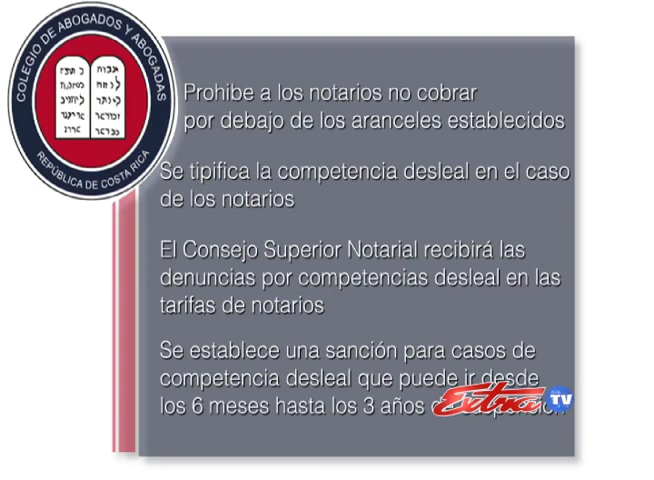 COLEGIO DE ABOGADOS Y ABOGADAS
REPÚBLICA DE COSTA RICA
Prohibe a los notarios no cobrar
por debajo de los aranceles establecidos
Se tipifica la competencia desleal en el caso
de los notarios
El Consejo Superior Notarial recibirá las
denuncias por competencias desleal en las
tarifas de notarios
Se establece una sanción para casos de
competencia desleal que puede ir desde
los 6 meses hasta los 3 años de suspensión
Extra TV